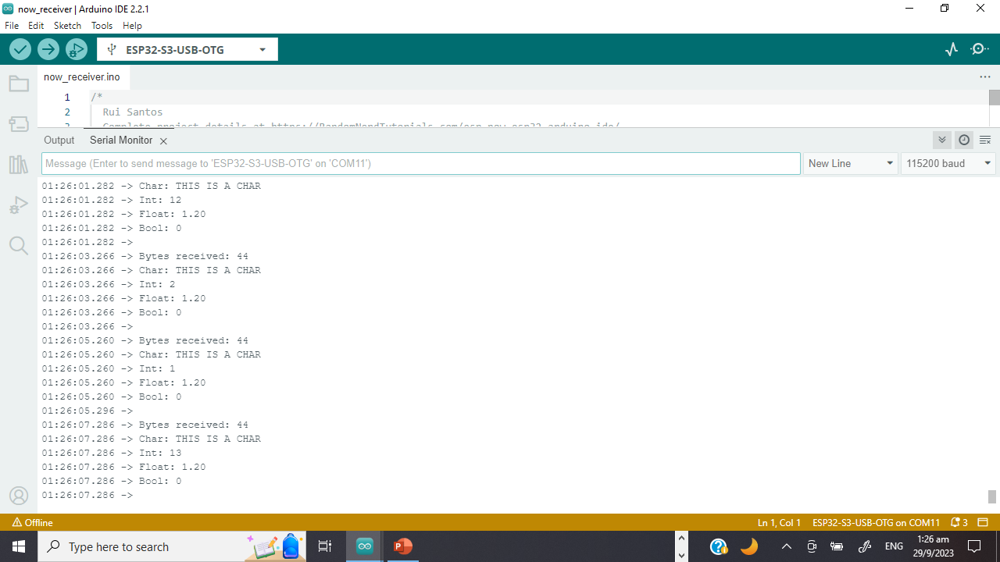 now_receiver | Arduino IDE 2.2.1
File Edit Sketch Tools Help
ESP32-S3-USB-OTG
now_receiver.ino
1 /*
2 Rui Santos
3 Complete project details at https://RandomNerdTutorials.com/esp-now-esp32-arduino-ide/
Output Serial Monitor
Message (Enter to send message to 'ESP32-S3-USB-OTG' on 'COM11')
New Line
115200 baud
01:26:01.282 -> Char: THIS IS A CHAR
01:26:01.282 -> Int: 12
01:26:01.282 -> Float: 1.20
01:26:01.282 -> Bool: 0
01:26:01.282 ->
01:26:03.266 -> Bytes received: 44
01:26:03.266 -> Char: THIS IS A CHAR
01:26:03.266 -> Int: 2
01:26:03.266 -> Float: 1.20
01:26:03.266 -> Bool: 0
01:26:03.266 ->
01:26:05.260 -> Bytes received: 44
01:26:05.260 -> Char: THIS IS A CHAR
01:26:05.260 -> Int: 1
01:26:05.260 -> Float: 1.20
01:26:05.260 -> Bool: 0
01:26:05.296 ->
01:26:07.286 -> Bytes received: 44
01:26:07.286 -> Char: THIS IS A CHAR
01:26:07.286 -> Int: 13
01:26:07.286 -> Float: 1.20
01:26:07.286 -> Bool: 0
01:26:07.286 ->
Offline
Ln 1, Col 1 ESP32-S3-USB-OTG on COM11 3
Type here to search
ENG
1:26 am
29/9/2023